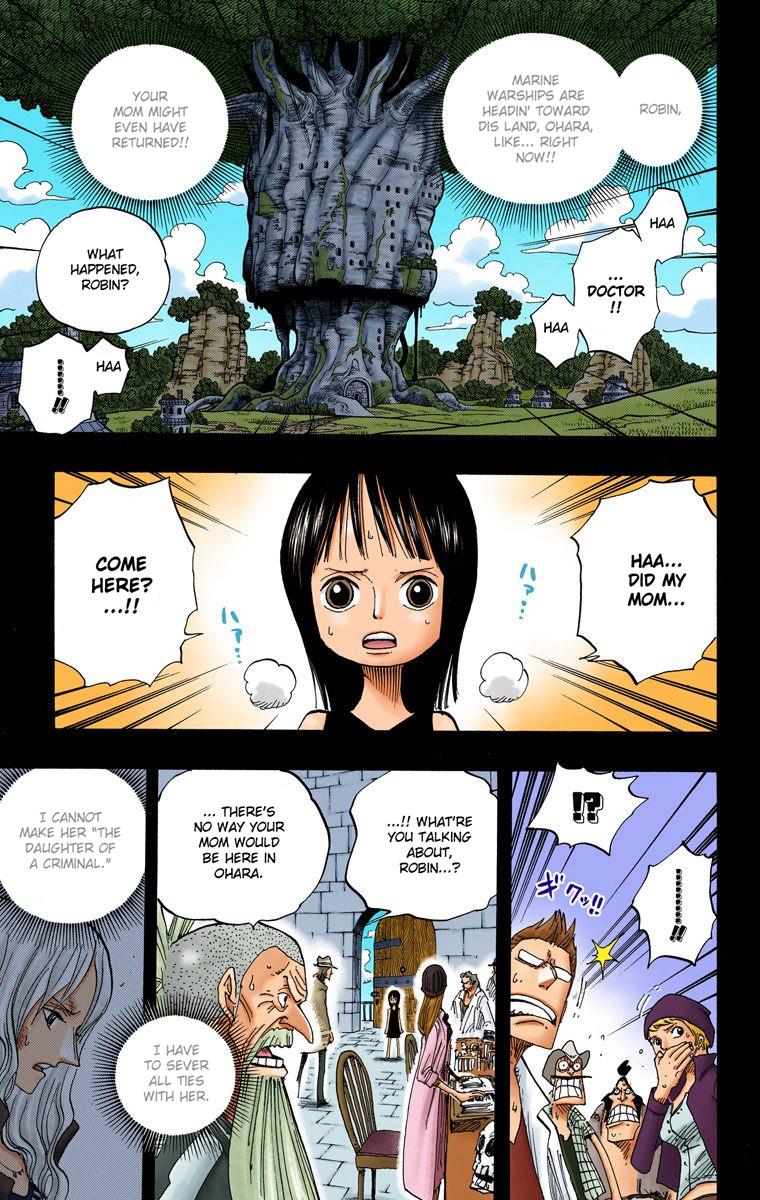 ROBIN,
MARINE
WARSHIPS ARE
HEADIN' TOWARD
DIS LAND, OHARA,
LIKE... RIGHT
NOW!!
YOUR
MOM MIGHT
EVEN HAVE
RETURNED!!
HAA
...
DOCTOR
!!
HAA
WHAT
HAPPENED,
ROBIN?
HAA
......!!
HAA...
DID MY
MOM...
COME
HERE?
...!!
ハァ…
ハァ…
!?
.........!!
ギクッ!!
...!! WHAT'RE
YOU TALKING
ABOUT,
ROBIN...?
... THERE'S
NO WAY YOUR
MOM WOULD
BE HERE IN
OHARA.
I CANNOT
MAKE HER "THE
DAUGHTER OF
A CRIMINAL."
I HAVE
TO SEVER
ALL TIES
WITH HER.